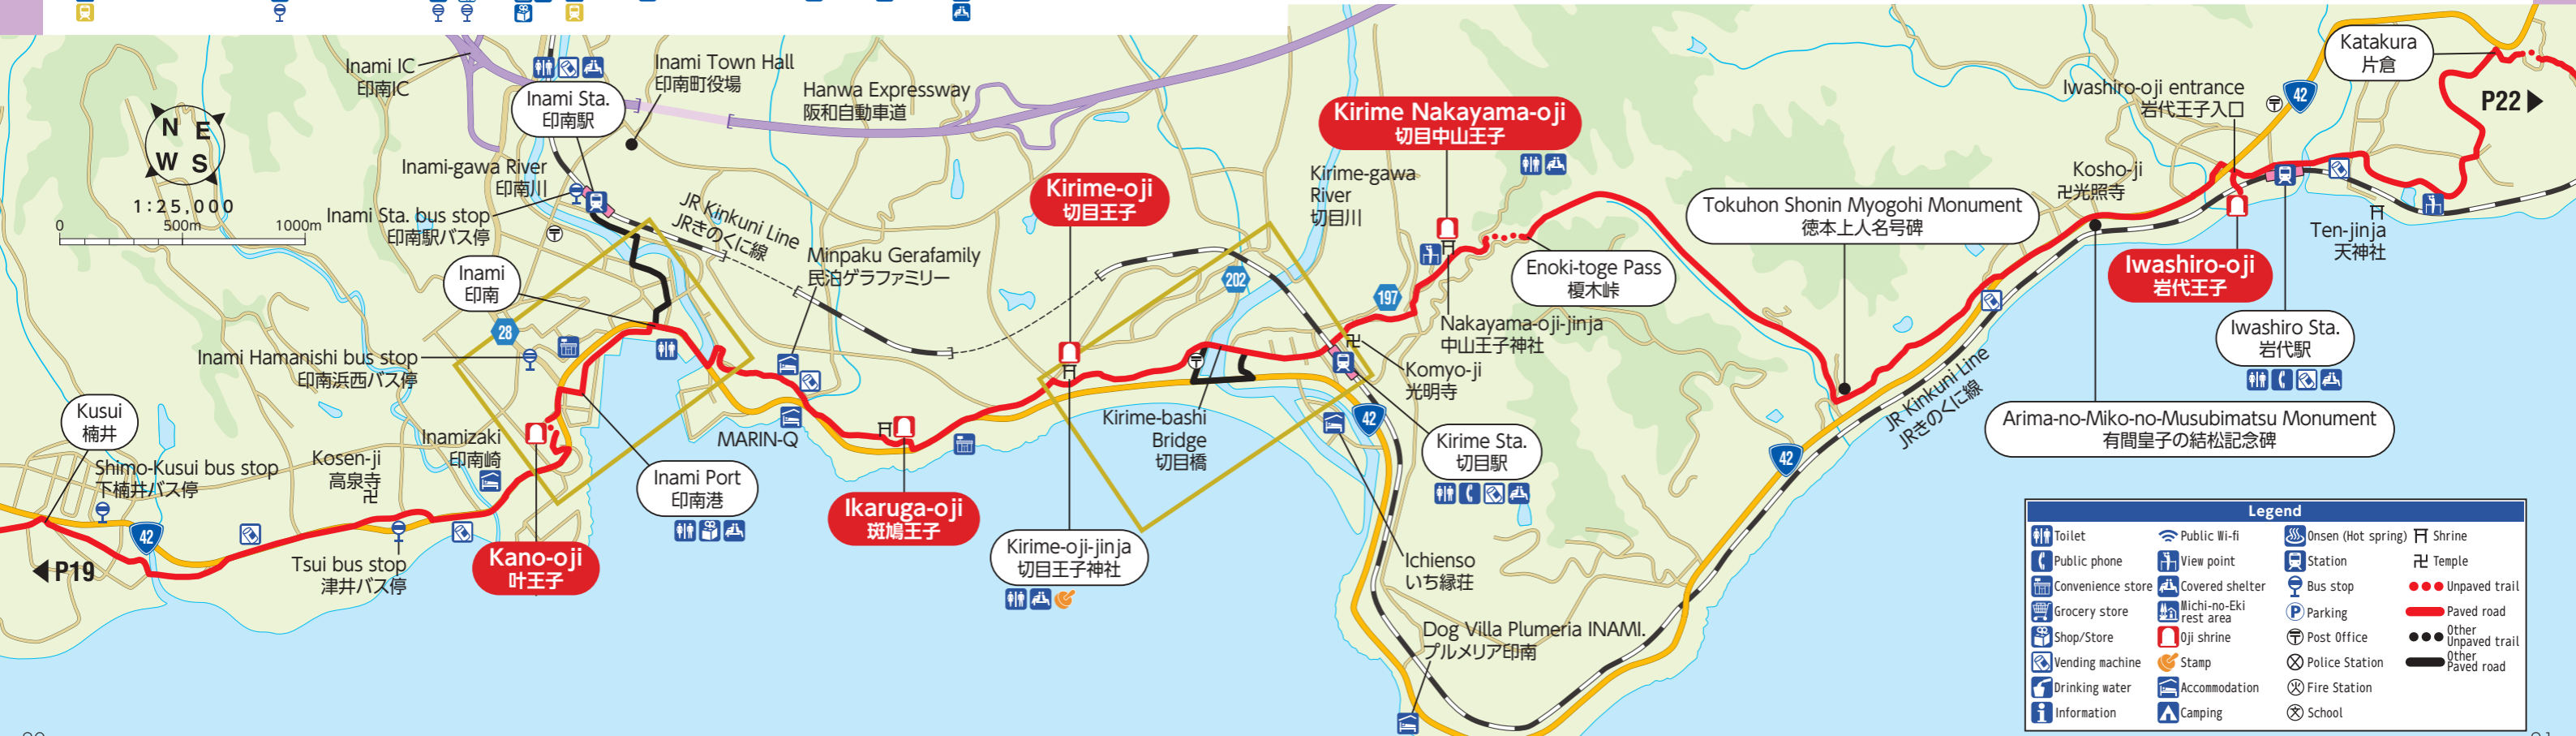 Inami IC
印南IC
Inami Sta.
印南駅
Inami Town Hall
印南町役場
Hanwa Expressway
阪和自動車道
N
E
W
S
1:25,000
0
500m
1000m
Inami-gawa River
印南川
Inami Sta. bus stop
印南駅バス停
Inami
印南
28
Inami Hamanishi bus stop
印南浜西バス停
Kusui
楠井
Shimo-Kusui bus stop
下楠井バス停
42
P19
Kosen-ji
高泉寺
Inamizaki
印南崎
Tsui bus stop
津井バス停
Kano-oji
叶王子
Inami Port
印南港
JR Kinkuni Line
JRきのくに線
Minpaku Gerafamily
民泊ゲラファミリー
MARIN-Q
Ikaruga-oji
斑鳩王子
Kirime-oji
切目王子
Kirime-oji-jinja
切目王子神社
202
Kirime-bashi
Bridge
切目橋
Kirime-gawa
River
切目川
Kirime Nakayama-oji
切目中山王子
197
Nakayama-oji-jinja
中山王子神社
Komyo-ji
光明寺
42
Kirime Sta.
切目駅
Ichienso
いち縁荘
Dog Villa Plumeria INAMI.
プルメリア印南
Enoki-toge Pass
榎木峠
Tokuhon Shonin Myogohi Monument
徳本上人名号碑
42
JR Kinkuni Line
JRきのくに線
Arima-no-Miko-no-Musubimatsu Monument
有間皇子の結松記念碑
Kosho-ji
卍光照寺
Iwashiro-oji entrance
岩代王子入口
42
Katakura
片倉
P22
Iwashiro-oji
岩代王子
Ten-jinja
天神社
Iwashiro Sta.
岩代駅
Legend
Toilet
Public Wi-fi
Onsen (Hot spring)
Shrine
Public phone
View point
Station
Temple
Convenience store
Covered shelter
Bus stop
Unpaved trail
Grocery store
Michi-no-Eki
rest area
Parking
Paved road
Shop/Store
Oji shrine
Post Office
Other
Unpaved trail
Vending machine
Stamp
Police Station
Other
Paved road
Drinking water
Accommodation
Fire Station
Information
Camping
School